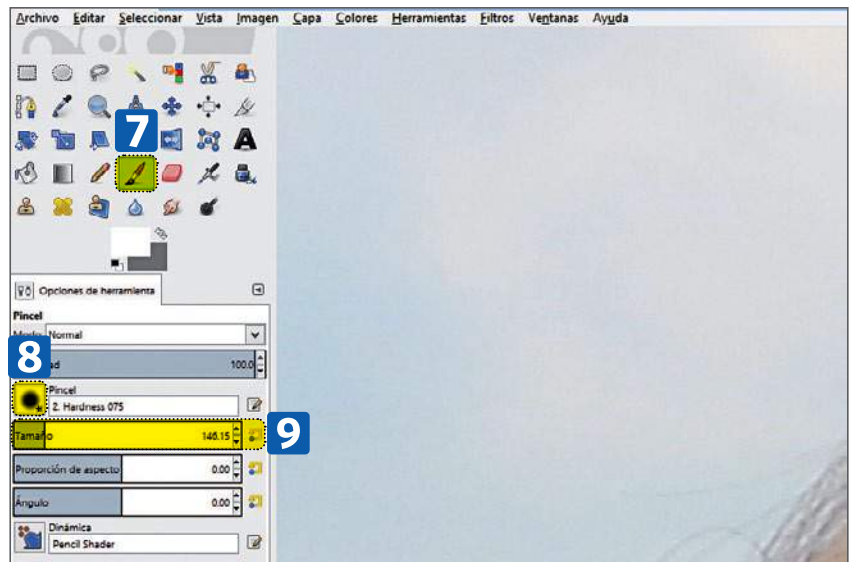 Archivo Editar Seleccionar Vista Imagen Capa Colores Herramientas Filtros Ventanas Ayuda
7
Opciones de herramienta
Pincel
Modo Normal
8
100.0
Pincel
2. Hardness 075
Tamaño 146.15
9
Proporción de aspecto 0.00
Ángulo 0.00
Dinámica
Pencil Shader